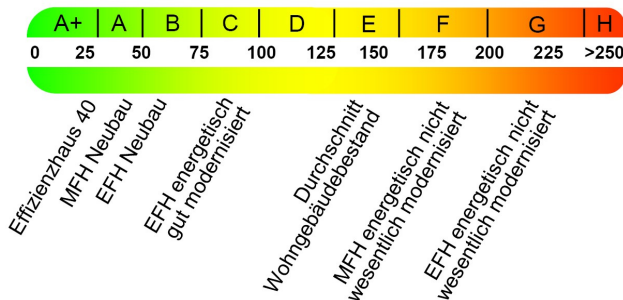 A+ A B C D E F G H
0 25 50 75 100 125 150 175 200 225 >250
Effizienzhaus 40
MFH Neubau
EFH Neubau
EFH energetisch
gut modernisiert
Durchschnitt
Wohngebäudebestand
MFH energetisch nicht
wesentlich modernisiert
EFH energetisch nicht
wesentlich modernisiert